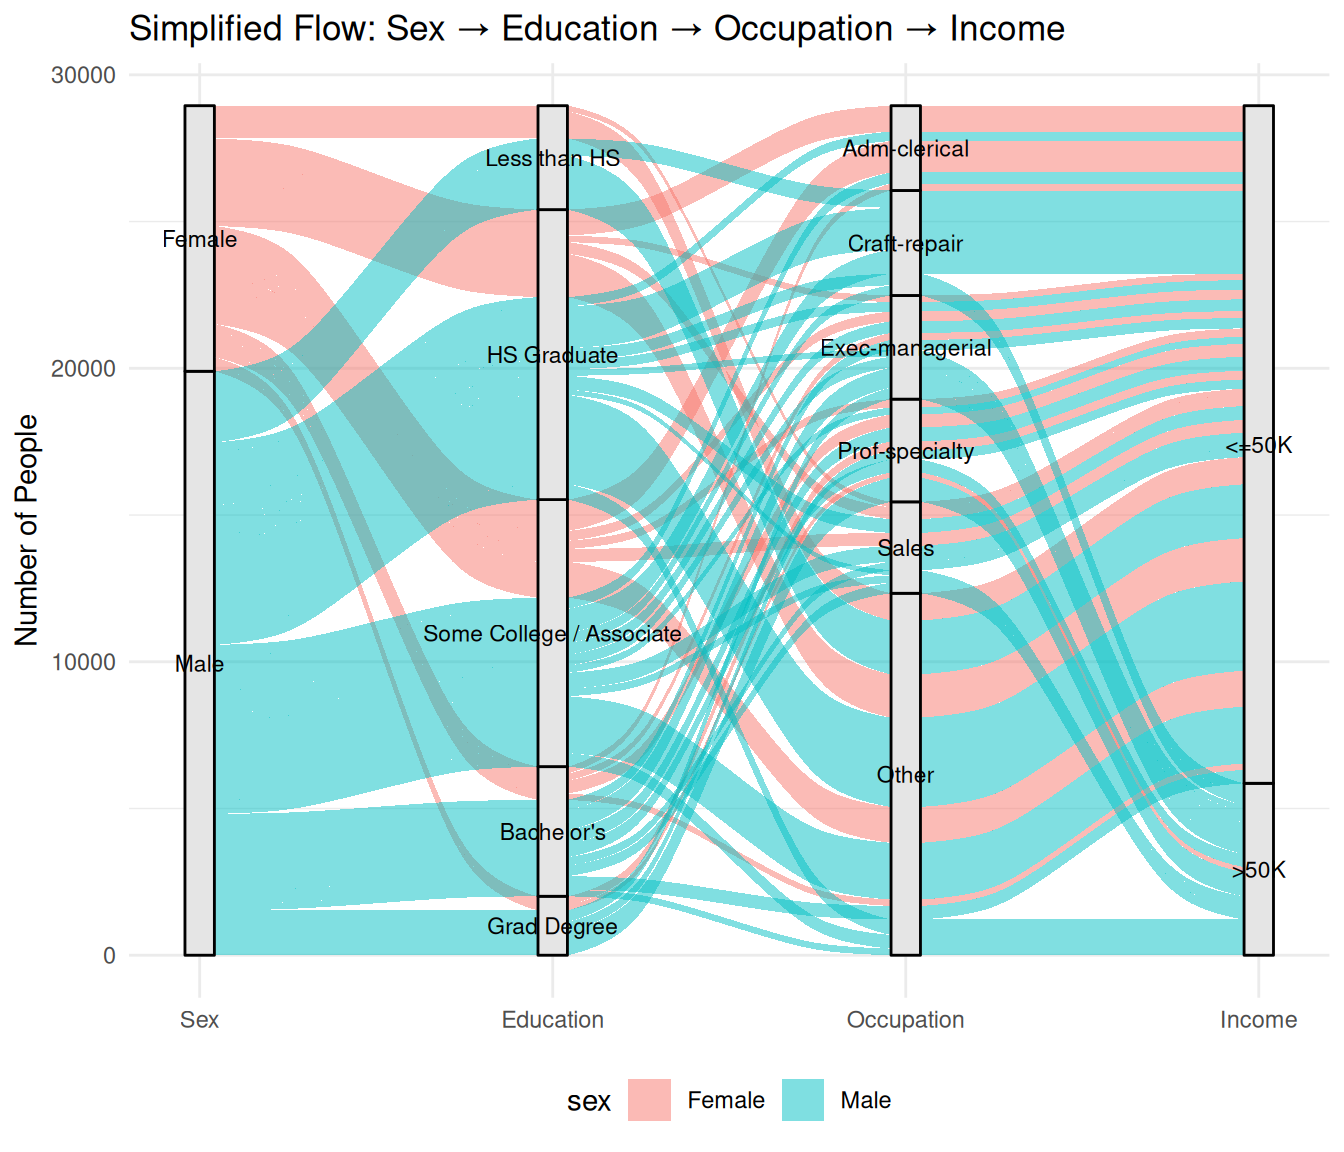 Simplified Flow: Sex → Education → Occupation → Income
Number of People
30000
20000
10000
0
Female
Male
Less than HS
HS Graduate
Some College / Associate
Bachelor's
Grad Degree
Adm-clerical
Craft-repair
Exec-managerial
Prof-specialty
Sales
Other
<=50K
>50K
Sex
Education
Occupation
Income
sex
Female
Male